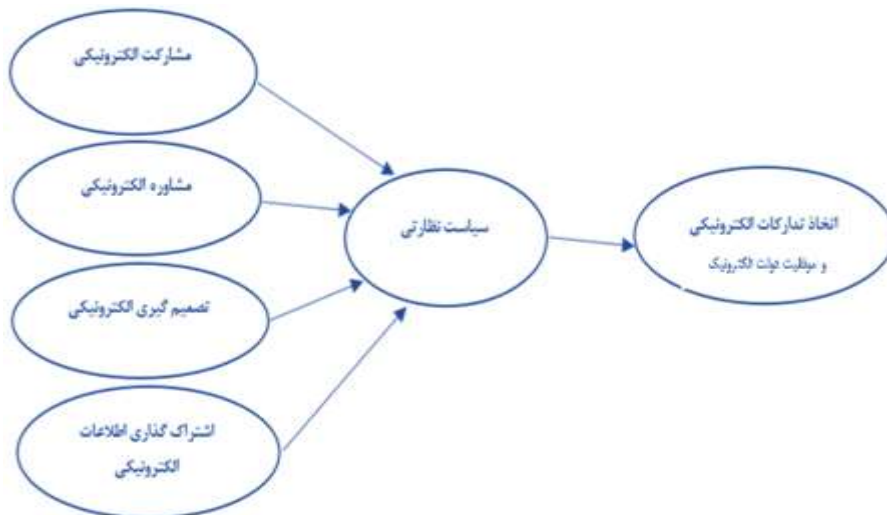 مشارکت الکترونیکی
مشاوره الکترونیکی
تصمیم گیری الکترونیکی
اشتراک گذاری اطلاعات
الکترونیکی
سیاست نظارتی
اتخاذ تدارکات الکترونیکی
و موفقیت دولت الکترونیک